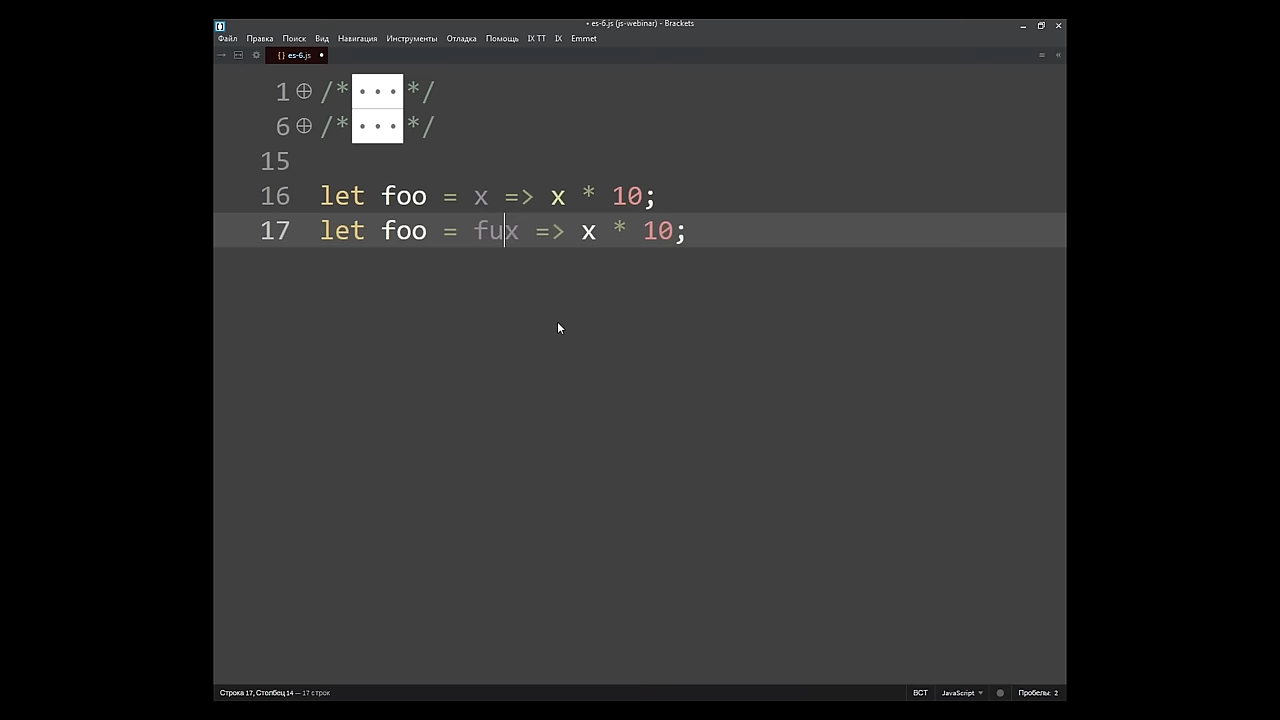 • es-6.js (js-webinar) - Brackets
Файл Правка Поиск Вид Навигация Инструменты Отладка Помощь IX TT IX Emmet
{} es-6.js •
1 /*•••*/
6 /*•••*/
15
16 let foo = x => x * 10;
17 let foo = fux => x * 10;
Строка 17, Столбец 14 — 17 строк ВСТ JavaScript Пробелы: 2